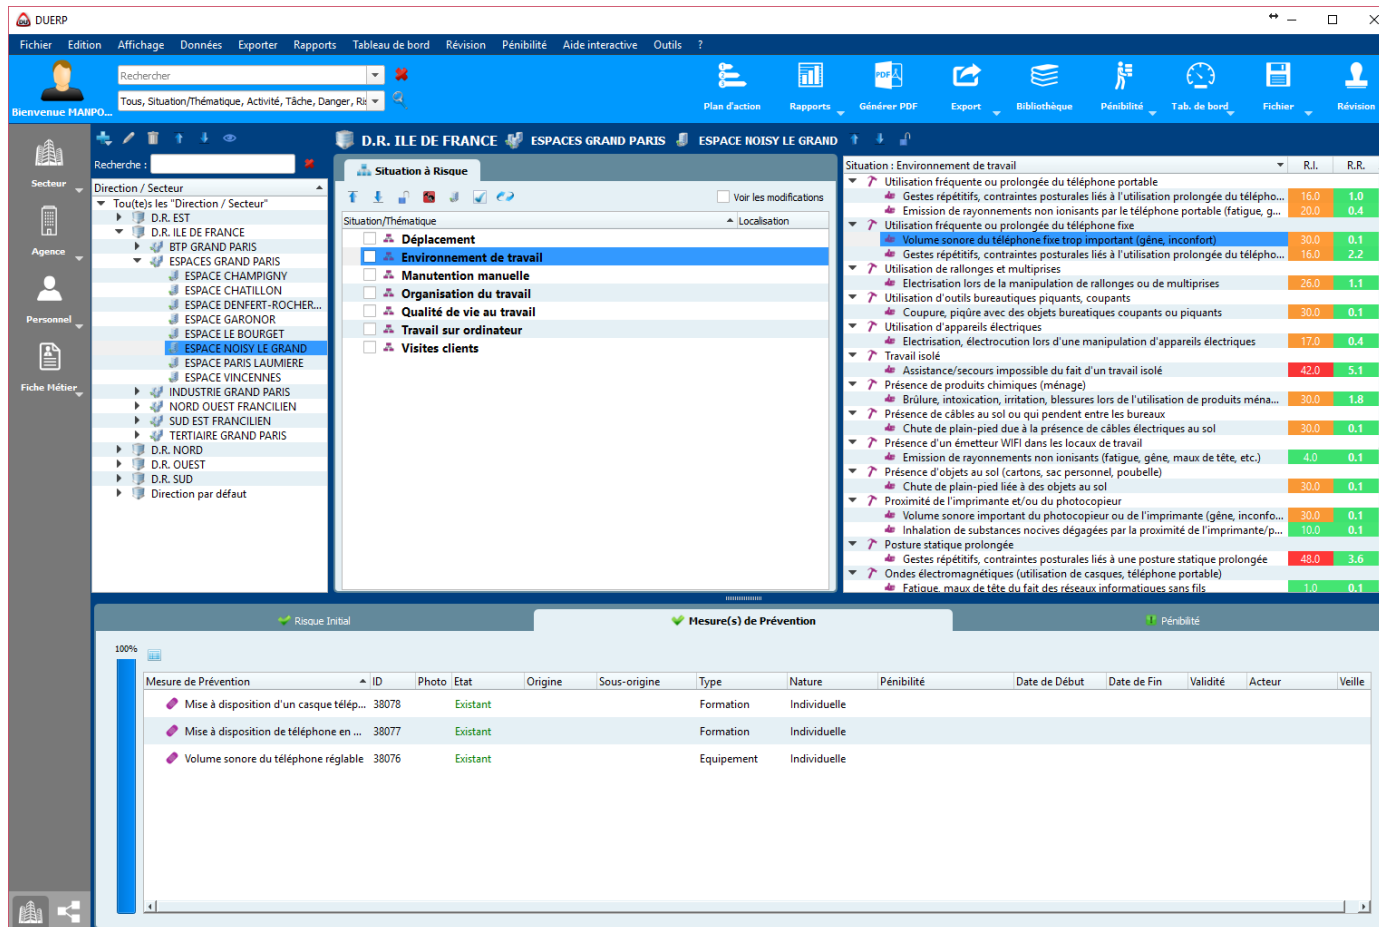 DUERP
Fichier Edition Affichage Données Exporter Rapports Tableau de bord Révision Pénibilité Aide interactive Outils ?
Rechercher
Tous, Situation/Thématique, Activité, Tâche, Danger, Ri
Bienvenue MANPO...
Plan d'action Rapports Générer PDF Export Bibliothèque Pénibilité Tab. de bord Fichier Révision
Secteur
Agence
Personnel
Fiche Métier
Recherche :
Direction / Secteur
Tou(te)s les "Direction / Secteur"
D.R. EST
D.R. ILE DE FRANCE
BTP GRAND PARIS
ESPACES GRAND PARIS
ESPACE CHAMPIGNY
ESPACE CHATILLON
ESPACE DENFERT-ROCHER...
ESPACE GARONOR
ESPACE LE BOURGET
ESPACE NOISY LE GRAND
ESPACE PARIS LAUMIERE
ESPACE VINCENNES
INDUSTRIE GRAND PARIS
NORD OUEST FRANCILIEN
SUD EST FRANCILIEN
TERTIAIRE GRAND PARIS
D.R. NORD
D.R. OUEST
D.R. SUD
Direction par défaut
D.R. ILE DE FRANCE ESPACES GRAND PARIS ESPACE NOISY LE GRAND
Situation à Risque
Voir les modifications
Situation/Thématique Localisation
Déplacement
Environnement de travail
Manutention manuelle
Organisation du travail
Qualité de vie au travail
Travail sur ordinateur
Visites clients
Situation : Environnement de travail R.I. R.R.
Utilisation fréquente ou prolongée du téléphone portable
Gestes répétitifs, contraintes posturales liés à l'utilisation prolongée du télépho... 16.0 1.0
Emission de rayonnements non ionisants par le téléphone portable (fatigue, g... 20.0 0.4
Utilisation fréquente ou prolongée du téléphone fixe
Volume sonore du téléphone fixe trop important (gêne, inconfort) 30.0 0.1
Gestes répétitifs, contraintes posturales liés à l'utilisation prolongée du télépho... 16.0 2.2
Utilisation de rallonges et multiprises
Electrisation lors de la manipulation de rallonges ou de multiprises 26.0 1.1
Utilisation d'outils bureautiques piquants, coupants
Coupure, piqûre avec des objets bureatiques coupants ou piquants 30.0 0.1
Utilisation d'appareils électriques
Electrisation, électrocution lors d'une manipulation d'appareils électriques 17.0 0.4
Travail isolé
Assistance/secours impossible du fait d'un travail isolé 42.0 5.1
Présence de produits chimiques (ménage)
Brûlure, intoxication, irritation, blessures lors de l'utilisation de produits ména... 30.0 1.8
Présence de câbles au sol ou qui pendent entre les bureaux
Chute de plain-pied due à la présence de câbles électriques au sol 30.0 0.1
Présence d'un émetteur WIFI dans les locaux de travail
Emission de rayonnements non ionisants (fatigue, gêne, maux de tête, etc.) 4.0 0.1
Présence d'objets au sol (cartons, sac personnel, poubelle)
Chute de plain-pied liée à des objets au sol 30.0 0.1
Proximité de l'imprimante et/ou du photocopieur
Volume sonore important du photocopieur ou de l'imprimante (gêne, inconfo... 30.0 0.1
Inhalation de substances nocives dégagées par la proximité de l'imprimante/p... 10.0 0.1
Posture statique prolongée
Gestes répétitifs, contraintes posturales liés à une posture statique prolongée 48.0 3.6
Ondes électromagnétiques (utilisation de casques, téléphone portable)
Fatigue, maux de tête du fait des réseaux informatiques sans fils 1.0 0.1
Risque Initial Mesure(s) de Prévention Pénibilité
100%
Mesure de Prévention ID Photo Etat Origine Sous-origine Type Nature Pénibilité Date de Début Date de Fin Validité Acteur Veille
Mise à disposition d'un casque télép... 38078 Existant Formation Individuelle
Mise à disposition de téléphone en ... 38077 Existant Formation Individuelle
Volume sonore du téléphone réglable 38076 Existant Equipement Individuelle